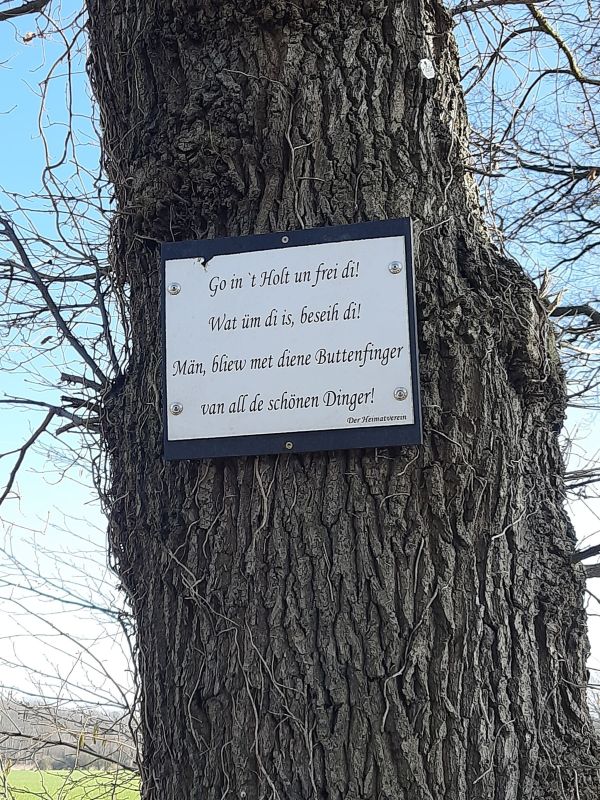 Go in `t Holt un frei di!
Wat üm di is, beseih di!
Män, bliew met diene Buttenfinger
van all de schönen Dinger!
Der Heimatverein